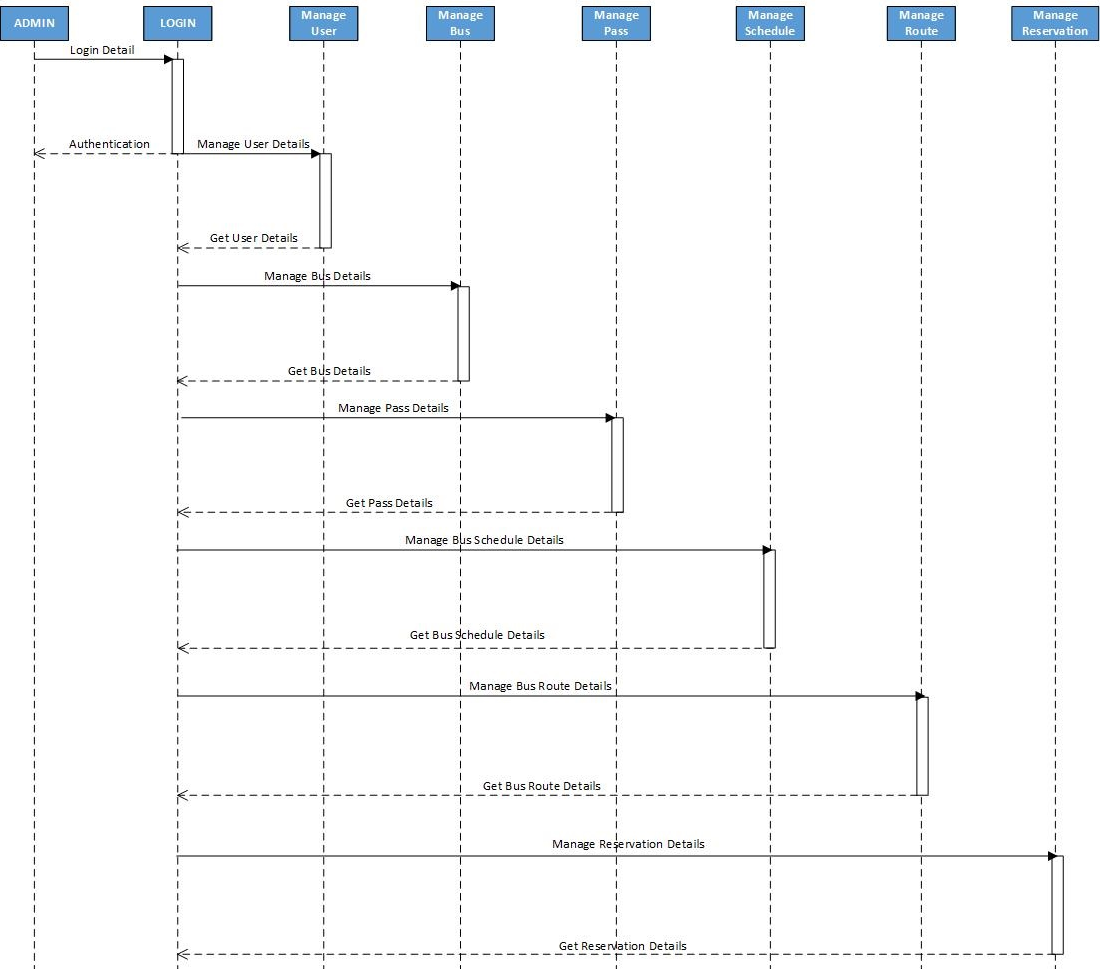 ADMIN
LOGIN
Manage
User
Manage
Bus
Manage
Pass
Manage
Schedule
Manage
Route
Manage
Reservation
Login Detail
Authentication
Manage User Details
Get User Details
Manage Bus Details
Get Bus Details
Manage Pass Details
Get Pass Details
Manage Bus Schedule Details
Get Bus Schedule Details
Manage Bus Route Details
Get Bus Route Details
Manage Reservation Details
Get Reservation Details